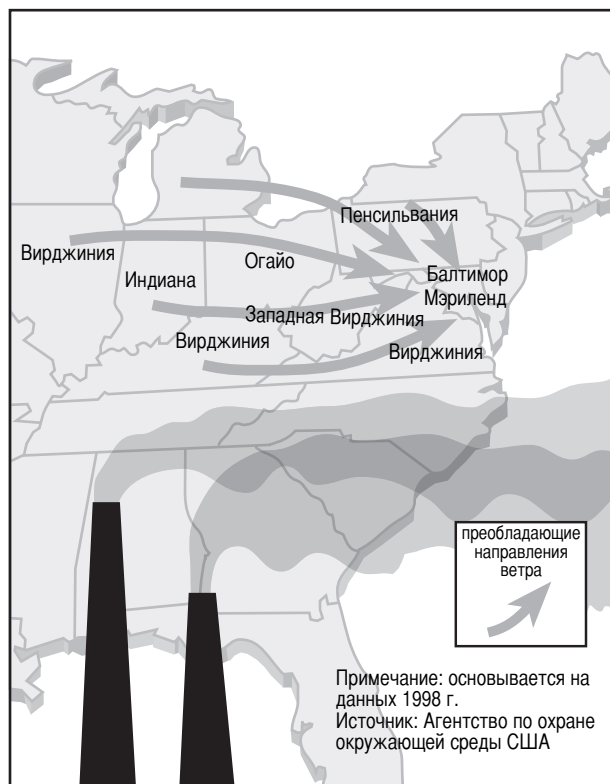 Пенсильвания
Вирджиния
Огайо
Индиана
Балтимор
Мэриленд
Западная Вирджиния
Вирджиния
Вирджиния
преобладающие
направления
ветра
Примечание: основывается на
данных 1998 г.
Источник: Агентство по охране
окружающей среды США